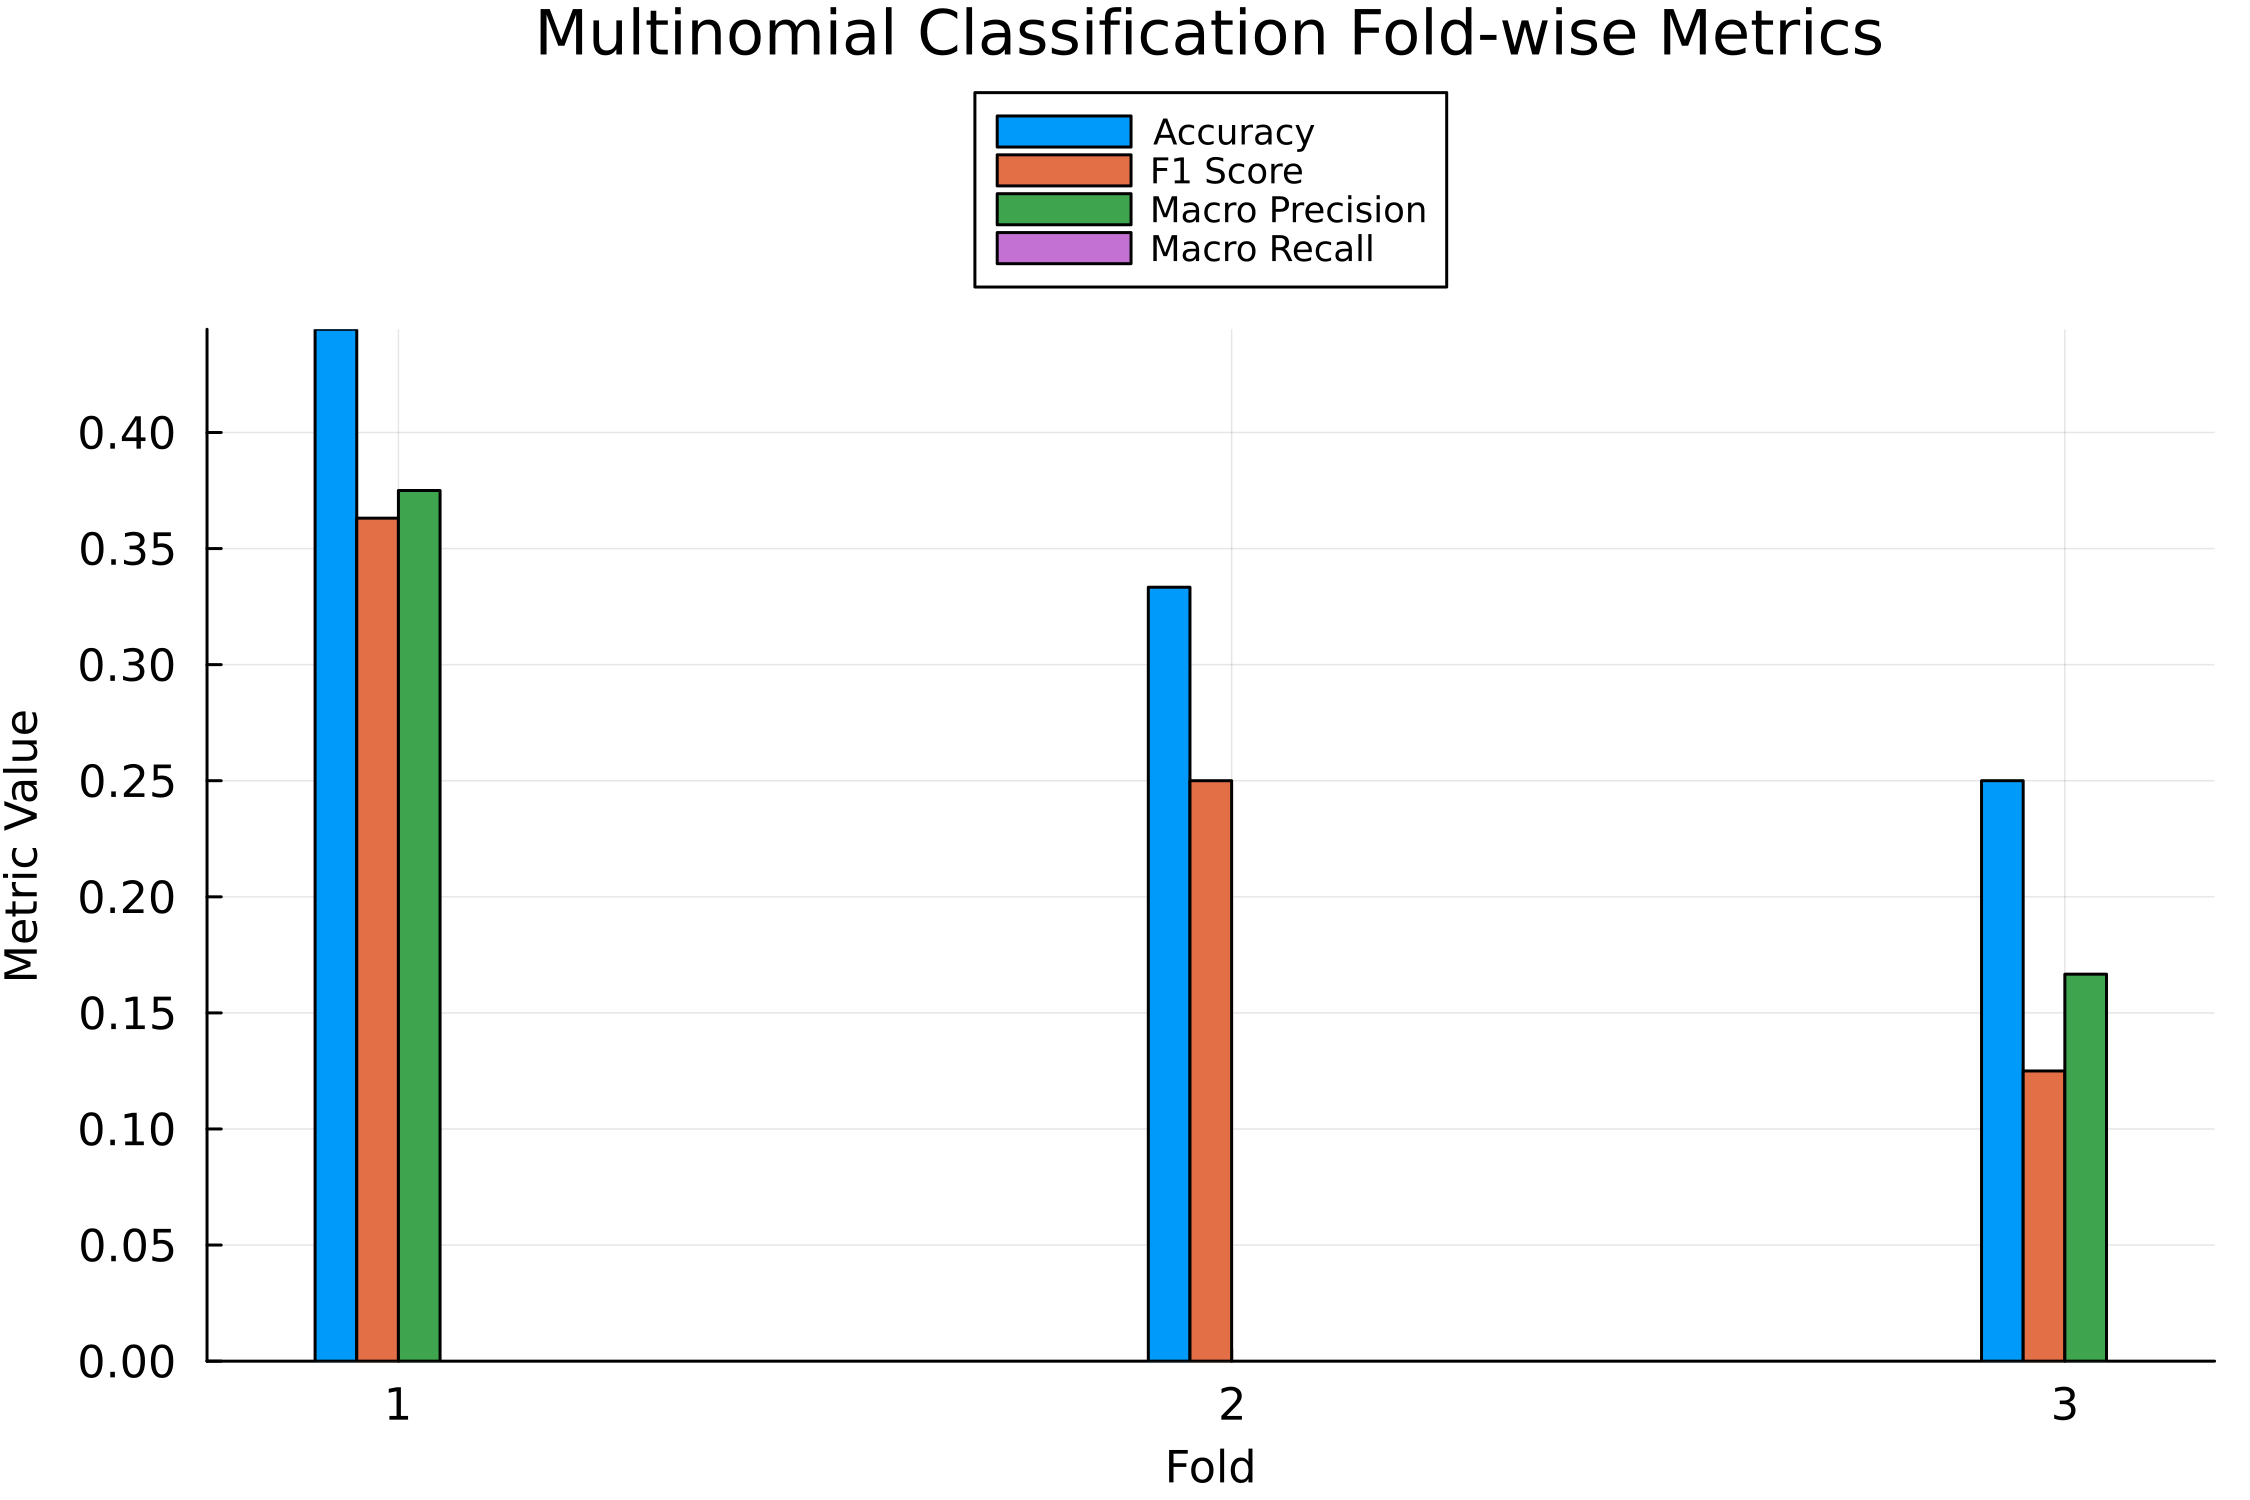 Multinomial Classification Fold-wise Metrics
Accuracy
F1 Score
Macro Precision
Macro Recall
0.40
0.35
0.30
0.25
0.20
0.15
0.10
0.05
0.00
Metric Value
1
2
3
Fold